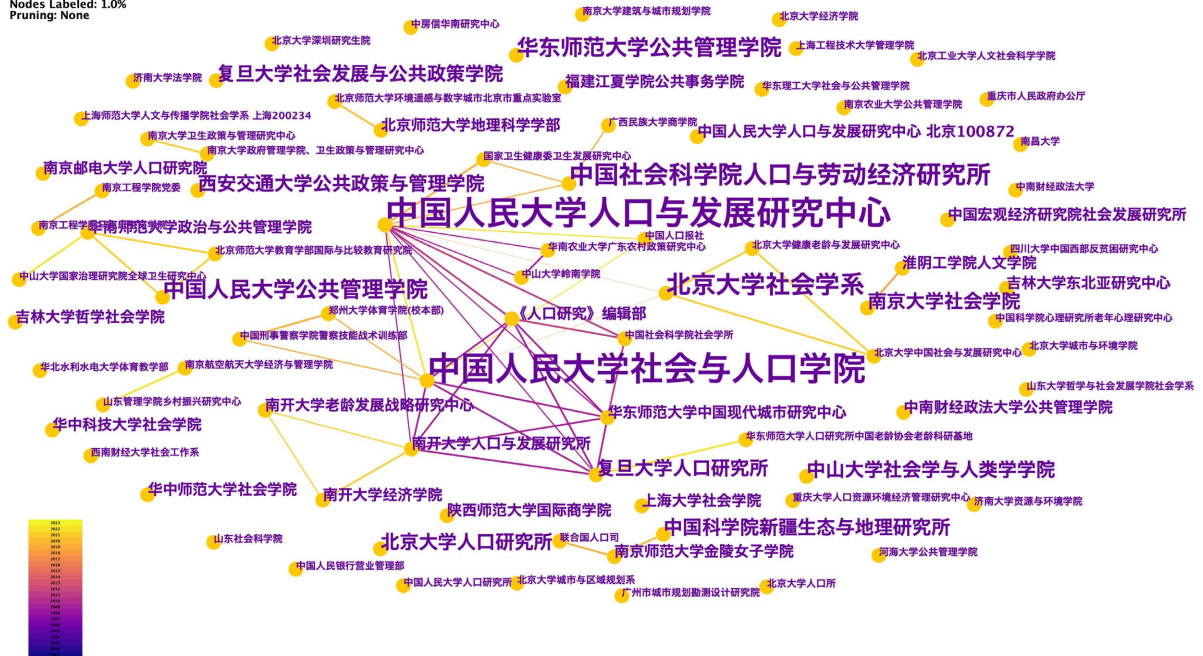 Nodes Labeled: 1.0%
Pruning: None
南京大学建筑与城市规划学院
北京大学经济学院
中房信华南研究中心
北京大学深圳研究生院
华东师范大学公共管理学院
上海工程技术大学管理学院
北京工业大学人文社会科学学院
济南大学法学院
复旦大学社会发展与公共政策学院
福建江夏学院公共事务学院
华东理工大学社会与公共管理学院
北京师范大学环境遥感与数字城市北京市重点实验室
南京农业大学公共管理学院
重庆市人民政府办公厅
上海师范大学人文与传播学院社会学系 上海200234
北京师范大学地理科学学部
广西民族大学商学院
中国人民大学人口与发展研究中心 北京100872
南昌大学
南京大学卫生政策与管理研究中心
南京大学政府管理学院、卫生政策与管理研究中心
国家卫生健康委卫生发展研究中心
南京邮电大学人口研究院
西安交通大学公共政策与管理学院
中国社会科学院人口与劳动经济研究所
南京工程学院党委
中南财经政法大学
中国人民大学人口与发展研究中心
中国宏观经济研究院社会发展研究所
南京工程学
华南师范大学政治与公共管理学院
中国人口报社
北京师范大学教育学部国际与比较教育研究院
华南农业大学广东农村政策研究中心
北京大学健康老龄与发展研究中心
四川大学中国西部反贫困研究中心
淮阴工学院人文学院
中山大学国家治理研究院全球卫生研究中心
中山大学岭南学院
北京大学社会学系
吉林大学东北亚研究中心
中国人民大学公共管理学院
南京大学社会学院
吉林大学哲学社会学院
郑州大学体育学院(校本部)
《人口研究》编辑部
中国科学院心理研究所老年心理研究中心
中国刑事警察学院警察技能战术训练部
中国社会科学院社会学所
北京大学中国社会与发展研究中心
北京大学城市与环境学院
华北水利水电大学体育教学部
南京航空航天大学经济与管理学院
中国人民大学社会与人口学院
山东大学哲学与社会发展学院社会学系
山东管理学院乡村振兴研究中心
南开大学老龄发展战略研究中心
华东师范大学中国现代城市研究中心
中南财经政法大学公共管理学院
华中科技大学社会学院
南开大学人口与发展研究所
华东师范大学人口研究所中国老龄协会老龄科研基地
西南财经大学社会工作系
复旦大学人口研究所
中山大学社会学与人类学学院
华中师范大学社会学院
南开大学经济学院
上海大学社会学院
重庆大学人口资源环境经济管理研究中心
济南大学资源与环境学院
陕西师范大学国际商学院
中国科学院新疆生态与地理研究所
山东社会科学院
北京大学人口研究所
联合国人口司
南京师范大学金陵女子学院
河海大学公共管理学院
中国人民银行营业管理部
中国人民大学人口研究所
北京大学城市与区域规划系
北京大学人口所
广州市城市规划勘测设计研究院